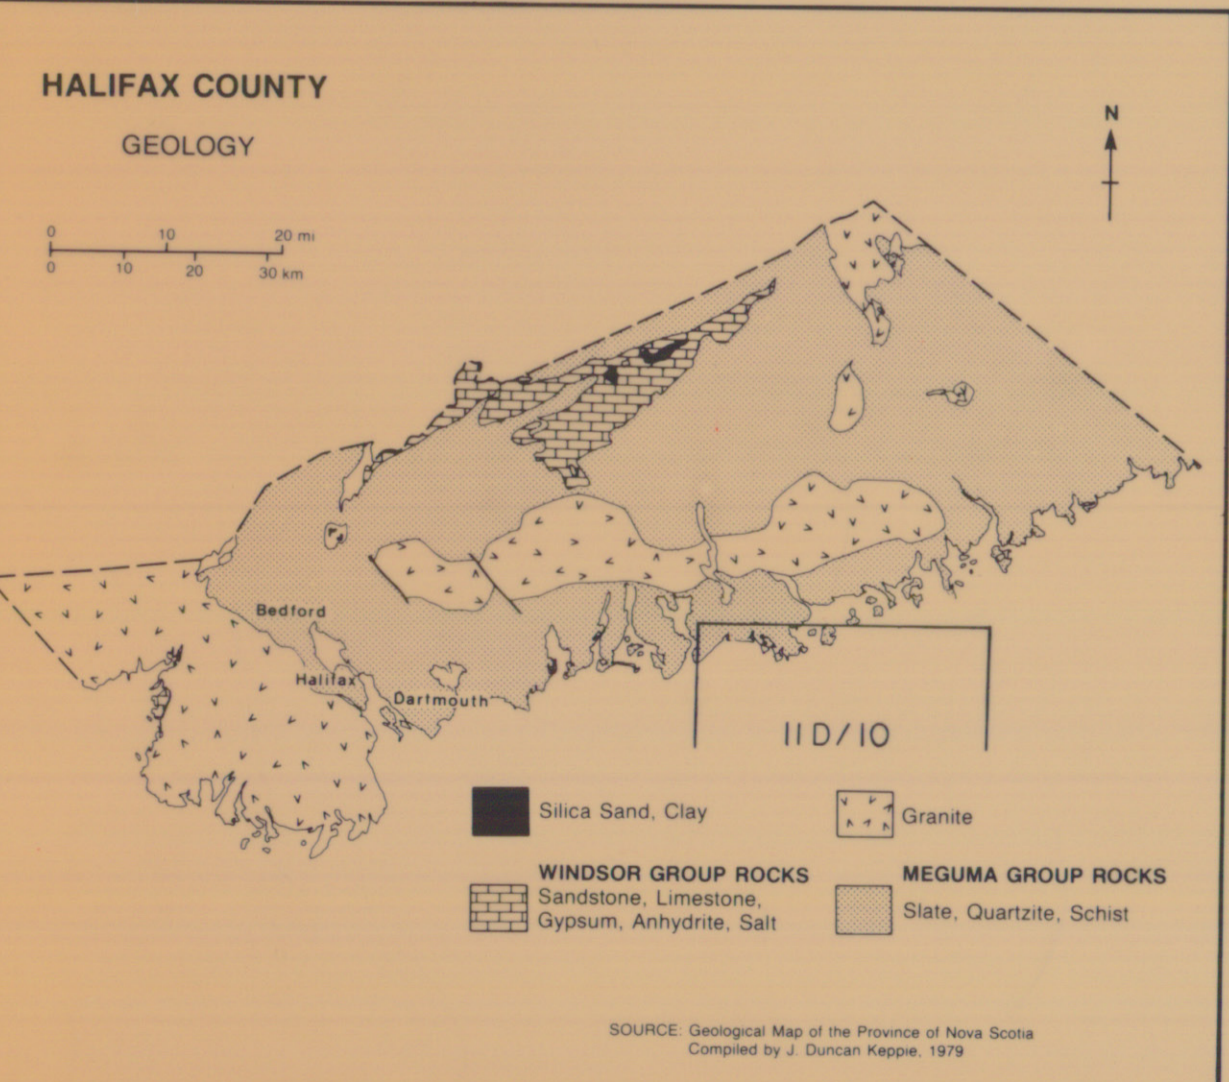 HALIFAX COUNTY
GEOLOGY
N
0 10 20 mi
0 10 20 30 km
Bedford
Halifax
Dartmouth
11D/10
Silica Sand, Clay
Granite
WINDSOR GROUP ROCKS
Sandstone, Limestone,
Gypsum, Anhydrite, Salt
MEGUMA GROUP ROCKS
Slate, Quartzite, Schist
SOURCE: Geological Map of the Province of Nova Scotia
Compiled by J. Duncan Keppie, 1979